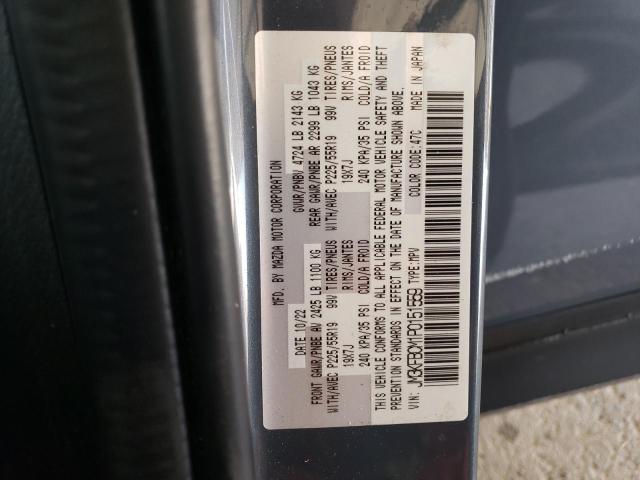 MFD. BY MAZDA MOTOR CORPORATION
DATE 10/22 GVWR/PNBV 4724 LB 2143 KG
FRONT GAWR/PNBE AV 2425 LB 1100 KG REAR GAWR/PNBE AR 2299 LB 1043 KG
WITH/AVEC P225/55R19 99V TIRES/PNEUS WITH/AVEC P225/55R19 99V TIRES/PNEUS
19X7J RIMS/JANTES 19X7J RIMS/JANTES
240 KPA/35 PSI COLD/A FROID 240 KPA/35 PSI COLD/A FROID
THIS VEHICLE CONFORMS TO ALL APPLICABLE FEDERAL MOTOR VEHICLE SAFETY AND THEFT
PREVENTION STANDARDS IN EFFECT ON THE DATE OF MANUFACTURE SHOWN ABOVE.
VIN: JM3KFBCM1P0151559 TYPE:MPV COLOR CODE:47C MADE IN JAPAN